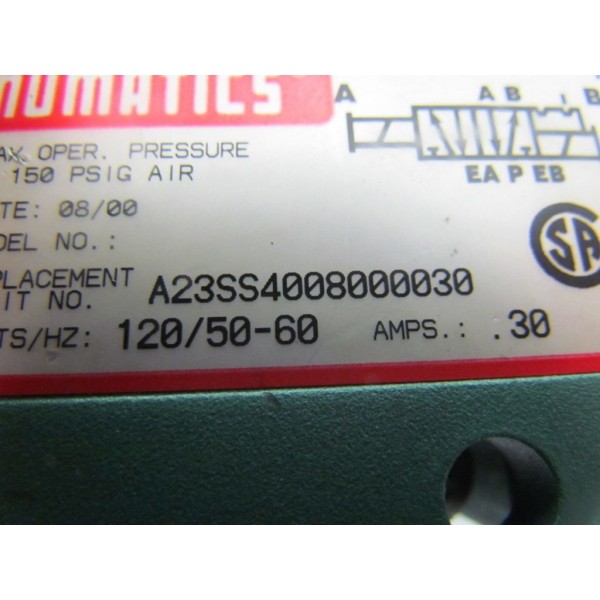 NUMATICS
A A B B
EA P EB
AX. OPER. PRESSURE
150 PSIG AIR
TE: 08/00
DEL NO.:
PLACEMENT
IT NO. A23SS4008000030
TS/HZ: 120/50-60 AMPS.: .30
SA